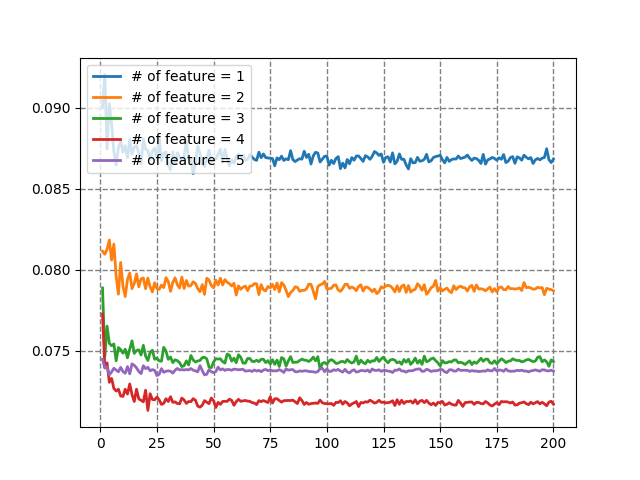 # of feature = 1
# of feature = 2
# of feature = 3
# of feature = 4
# of feature = 5
0.090
0.085
0.080
0.075
0 25 50 75 100 125 150 175 200